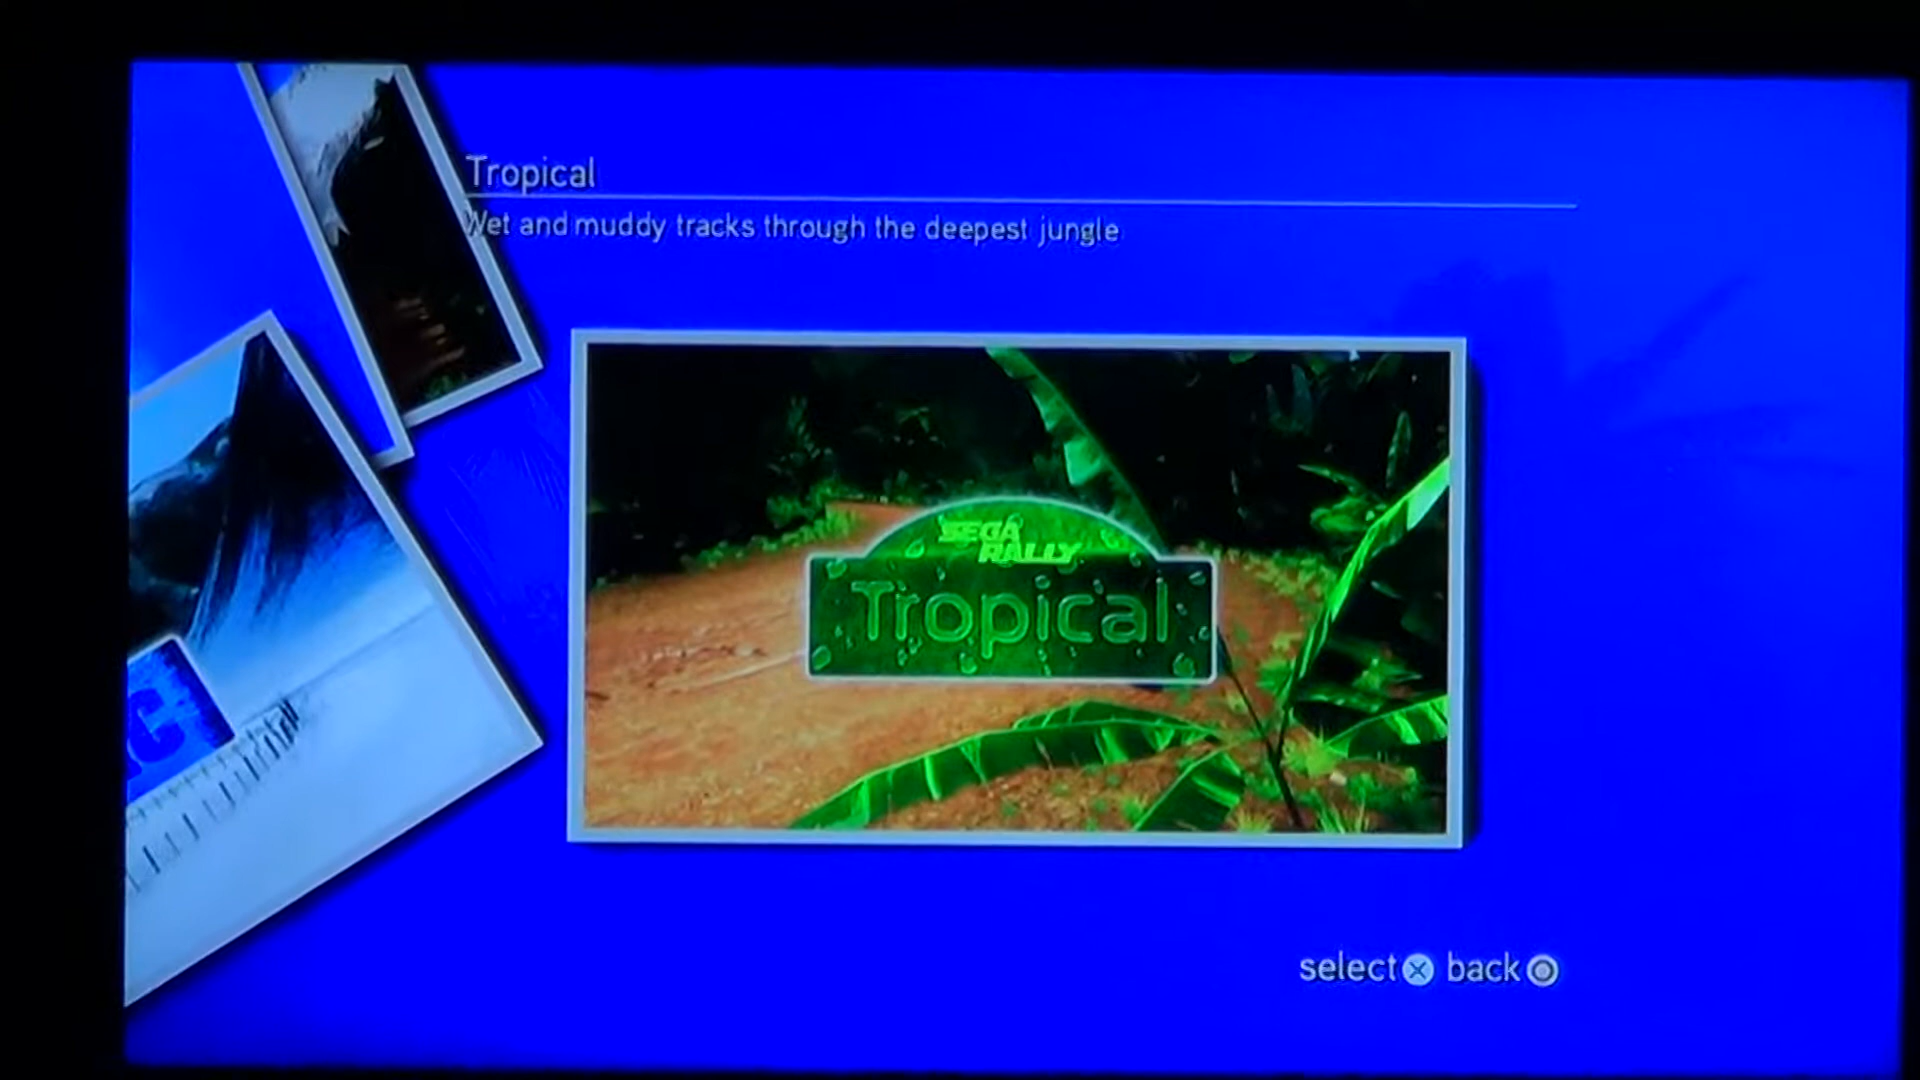 Tropical
Wet and muddy tracks through the deepest jungle
SEGA
RALLY
Tropical
select
back